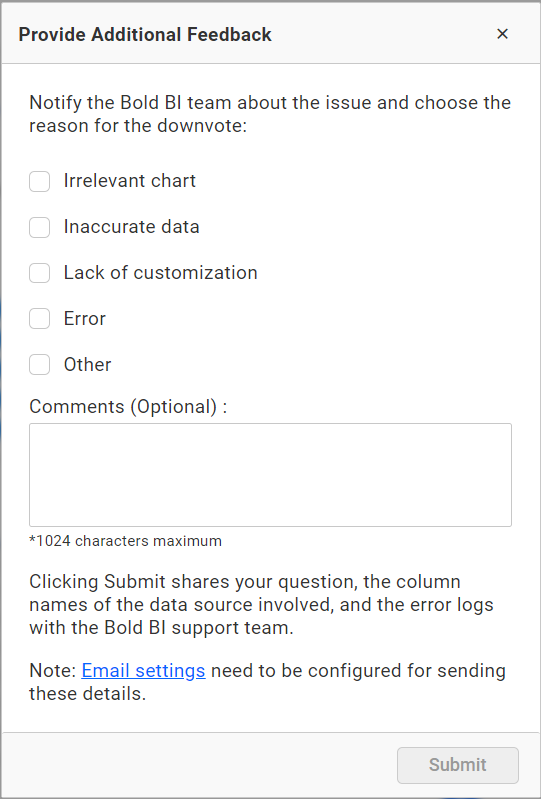 Provide Additional Feedback
×
Notify the Bold BI team about the issue and choose the
reason for the downvote:
Irrelevant chart
Inaccurate data
Lack of customization
Error
Other
Comments (Optional) :
*1024 characters maximum
Clicking Submit shares your question, the column
names of the data source involved, and the error logs
with the Bold BI support team.
Note: Email settings need to be configured for sending
these details.
Submit